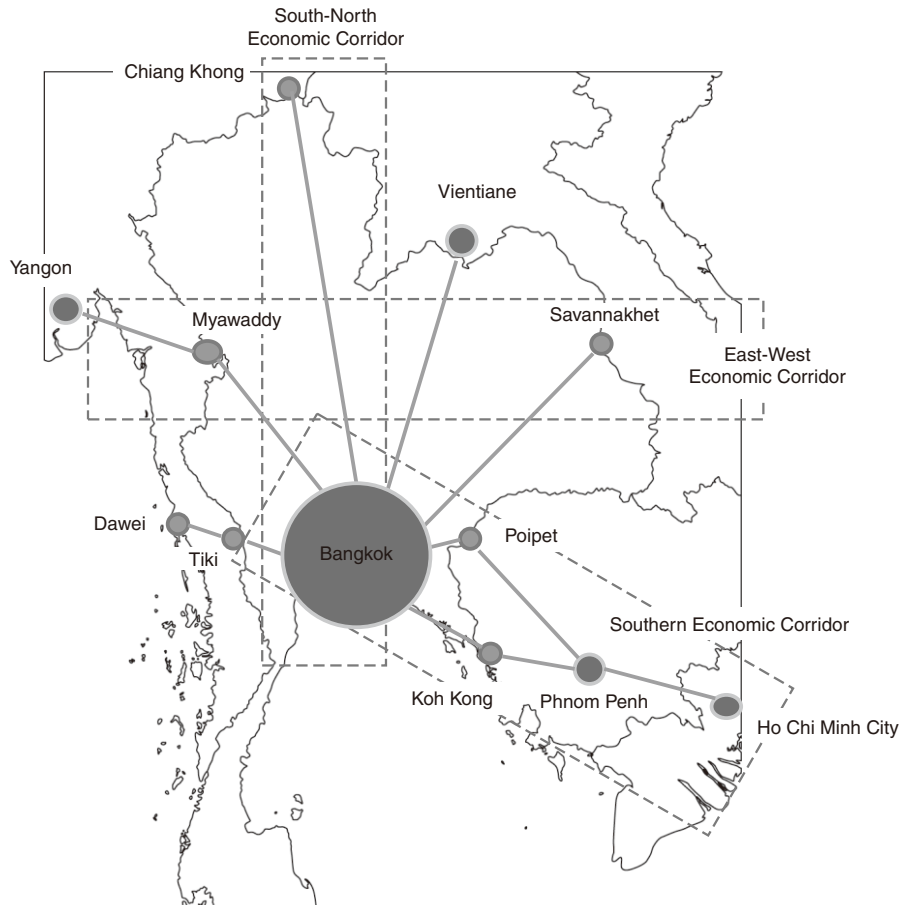 South-North
Economic Corridor
Chiang Khong
Vientiane
Yangon
Myawaddy
Savannakhet
East-West
Economic Corridor
Dawei
Tiki
Bangkok
Poipet
Southern Economic Corridor
Koh Kong
Phnom Penh
Ho Chi Minh City